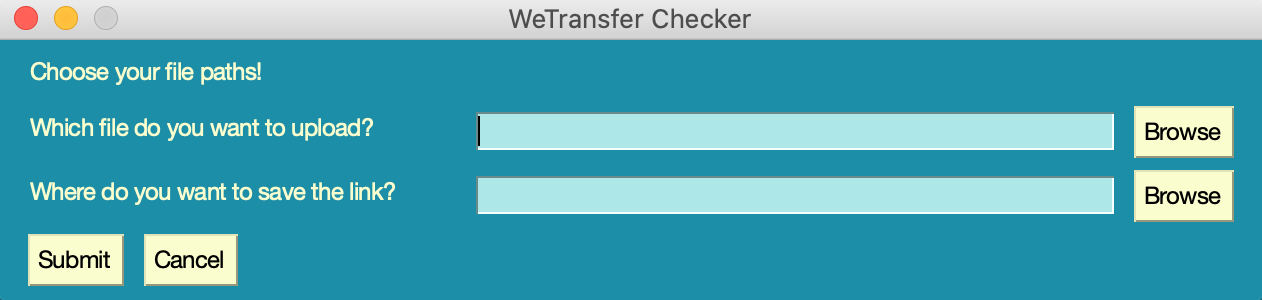 WeTransfer Checker
Choose your file paths!
Which file do you want to upload?
Browse
Where do you want to save the link?
Browse
Submit
Cancel